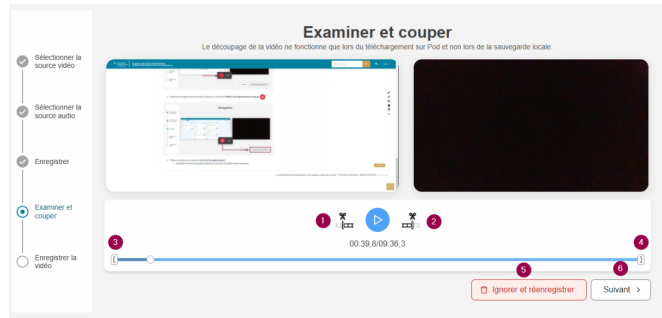 Examiner et couper
Le découpage de la vidéo ne fonctionne que lors du téléchargement sur Pod et non lors de la sauvegarde locale.
Sélectionner la
source vidéo
Sélectionner la
source audio
Enregistrer
Examiner et
couper
Enregistrer la
vidéo
Enregistrer
1
2
00:39,8/09:36,3
3
4
5
6
Ignorer et réenregistrer
Suivant